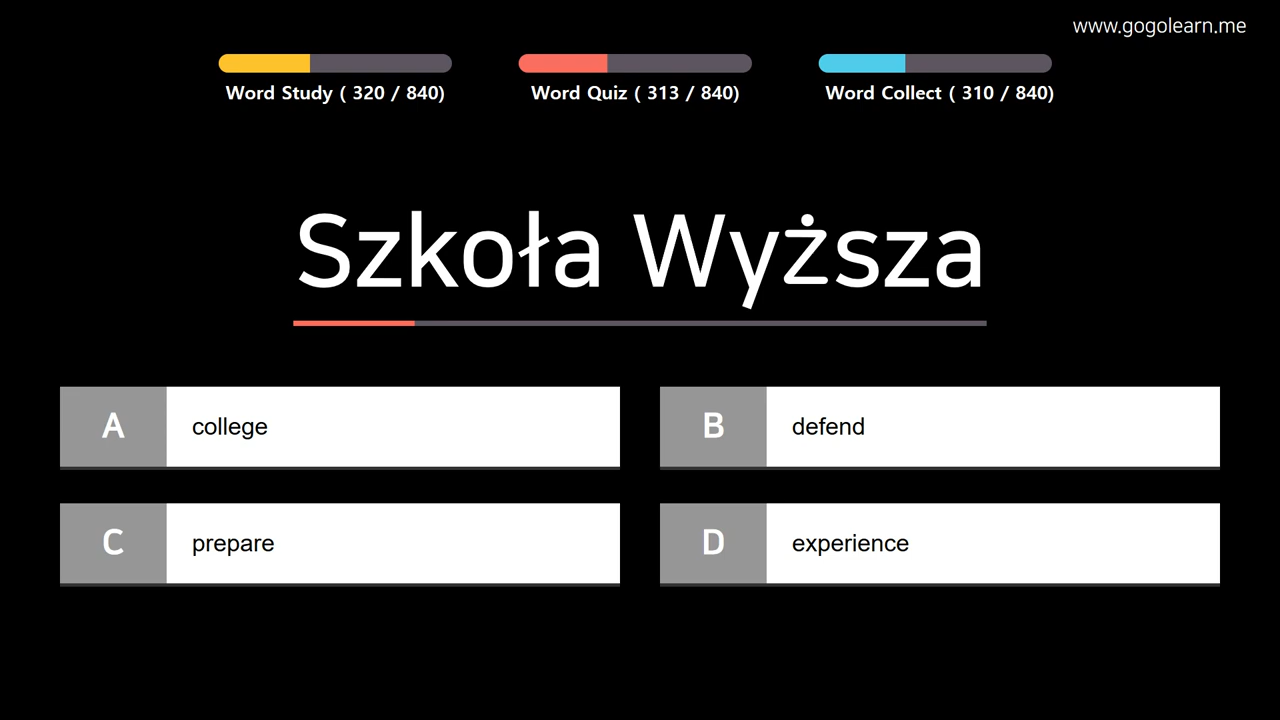 www.gogolearn.me
Word Study ( 320 / 840)
Word Quiz ( 313 / 840)
Word Collect ( 310 / 840)
Szkoła Wyższa
A college
B defend
C prepare
D experience